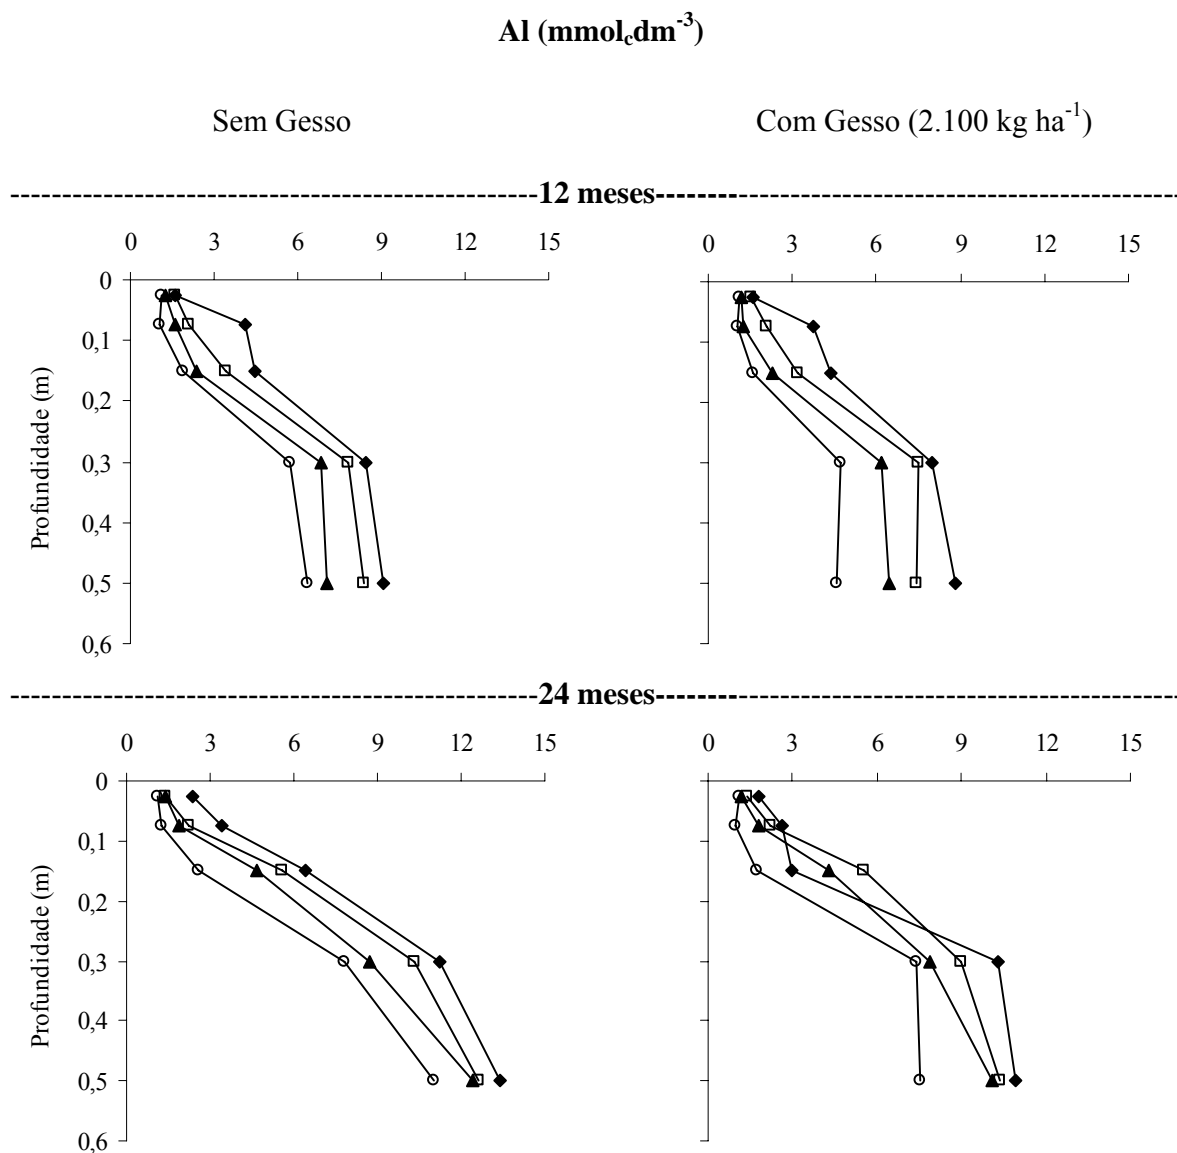 Al (mmolcdm-3)
Sem Gesso Com Gesso (2.100 kg ha-1)
12 meses
0 3 6 9 12 15 0 3 6 9 12 15
0
0,1
0,2
0,3
0,4
0,5
0,6
Profundidade (m)
24 meses
0 3 6 9 12 15 0 3 6 9 12 15
0
0,1
0,2
0,3
0,4
0,5
0,6
Profundidade (m)